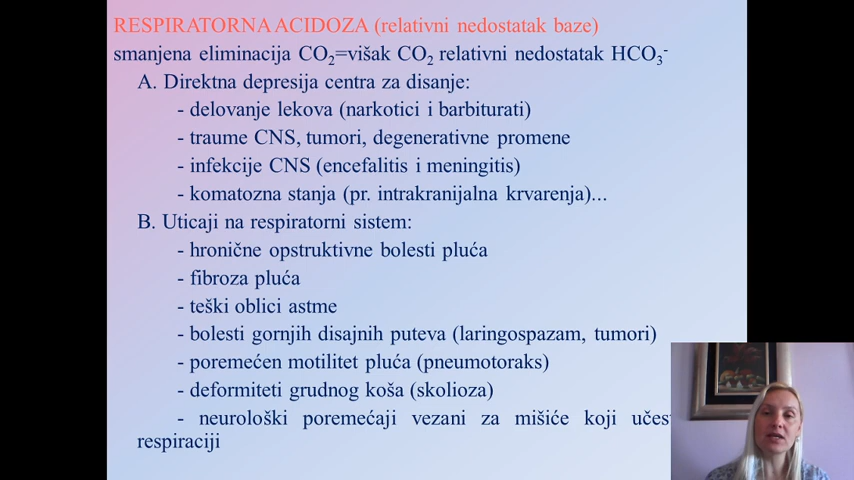 RESPIRATORNA ACIDOZA (relativni nedostatak baze)
smanjena eliminacija CO₂=višak CO₂ relativni nedostatak HCO₃⁻
A. Direktna depresija centra za disanje:
- delovanje lekova (narkotici i barbiturati)
- traume CNS, tumori, degenerativne promene
- infekcije CNS (encefalitis i meningitis)
- komatozna stanja (pr. intrakranijalna krvarenja)...
B. Uticaji na respiratorni sistem:
- hronične opstruktivne bolesti pluća
- fibroza pluća
- teški oblici astme
- bolesti gornjih disajnih puteva (laringospazam, tumori)
- poremećen motilitet pluća (pneumotoraks)
- deformiteti grudnog koša (skolioza)
- neurološki poremećaji vezani za mišiće koji
respiraciji